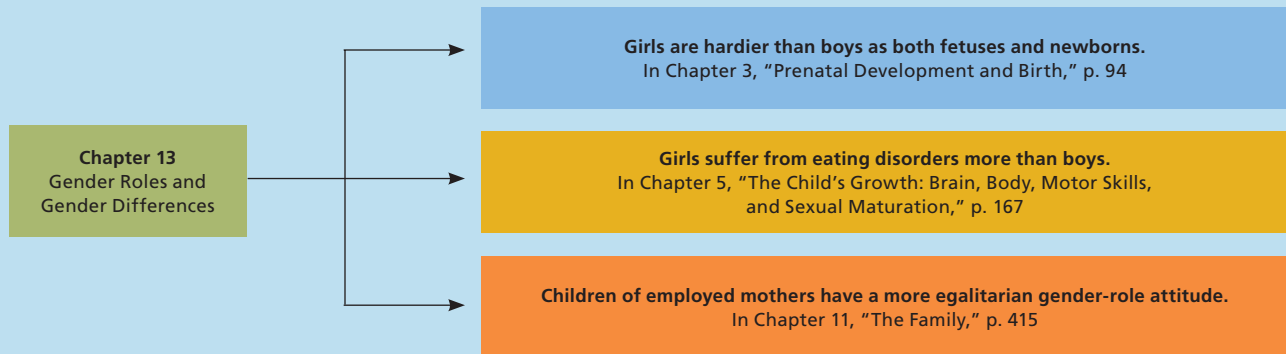 Chapter 13
Gender Roles and
Gender Differences
Girls are hardier than boys as both fetuses and newborns.
In Chapter 3, “Prenatal Development and Birth,” p. 94
Girls suffer from eating disorders more than boys.
In Chapter 5, “The Child’s Growth: Brain, Body, Motor Skills,
and Sexual Maturation,” p. 167
Children of employed mothers have a more egalitarian gender-role attitude.
In Chapter 11, “The Family,” p. 415